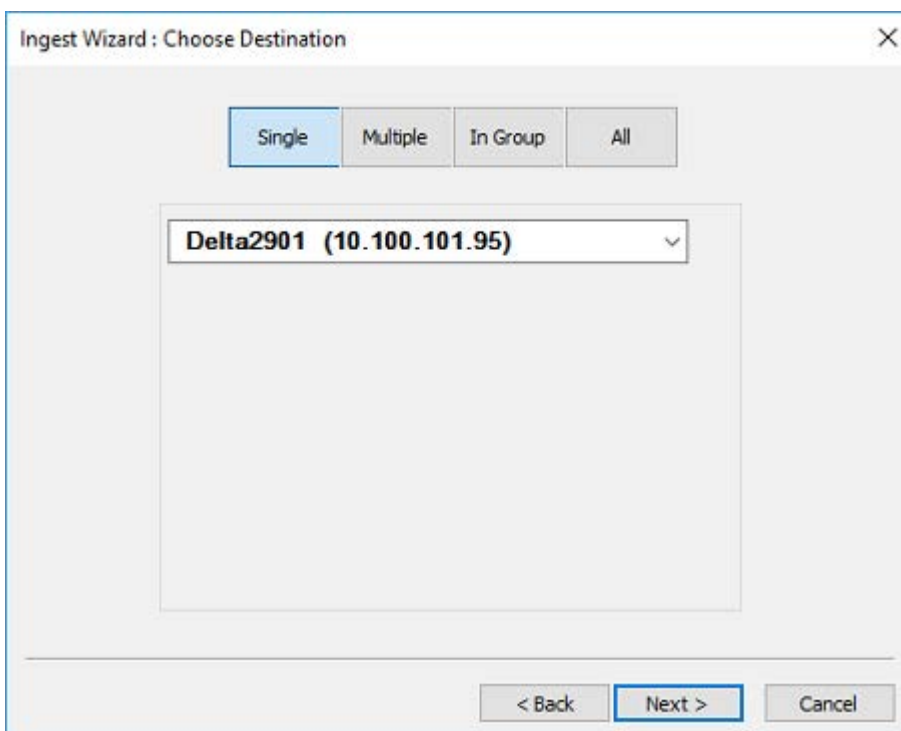 Ingest Wizard : Choose Destination
Single Multiple In Group All
Delta2901 (10.100.101.95)
< Back Next > Cancel